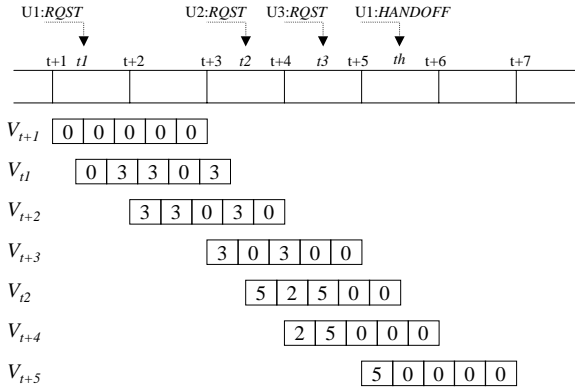 U1:RQST U2:RQST U3:RQST U1:HANDOFF
t+1 t1 t+2 t+3 t2 t+4 t3 t+5 th t+6 t+7
Vt+1 0 0 0 0 0
Vt1 0 3 3 0 3
Vt+2 3 3 0 3 0
Vt+3 3 0 3 0 0
Vt2 5 2 5 0 0
Vt+4 2 5 0 0 0
Vt+5 5 0 0 0 0